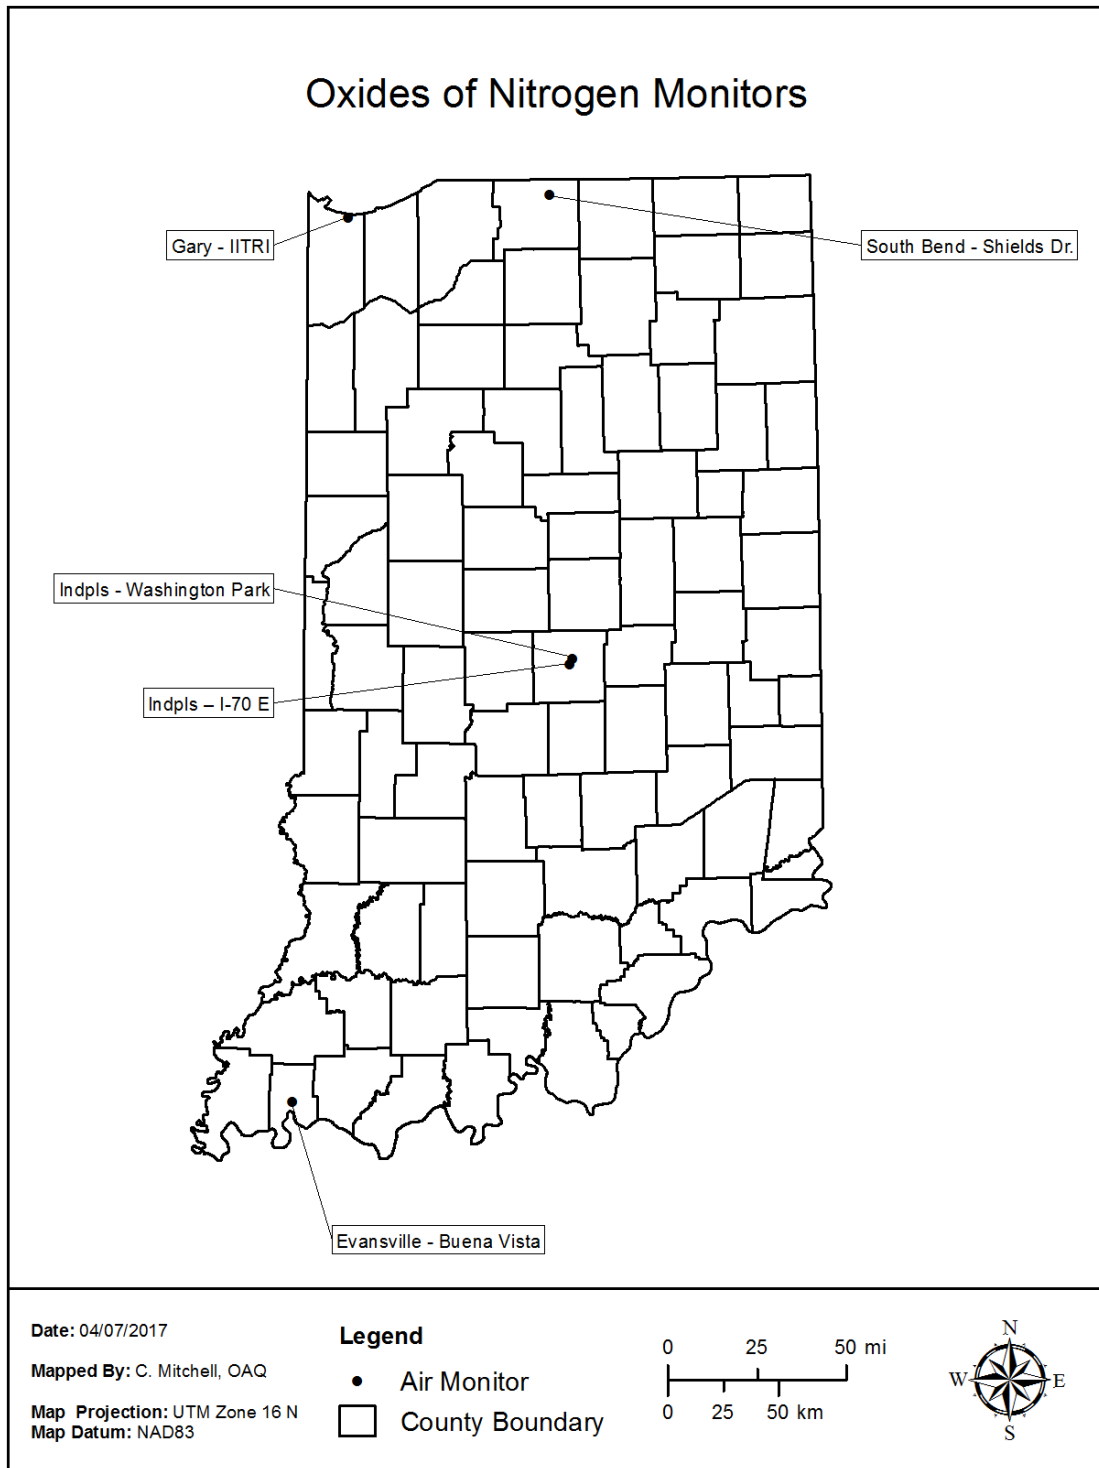 Oxides of Nitrogen Monitors
Gary - IITRI
South Bend - Shields Dr.
Indpls - Washington Park
Indpls – I-70 E
Evansville - Buena Vista
Date: 04/07/2017
Mapped By: C. Mitchell, OAQ
Map Projection: UTM Zone 16 N
Map Datum: NAD83
Legend
Air Monitor
County Boundary
0 25 50 mi
0 25 50 km
N
W E
S